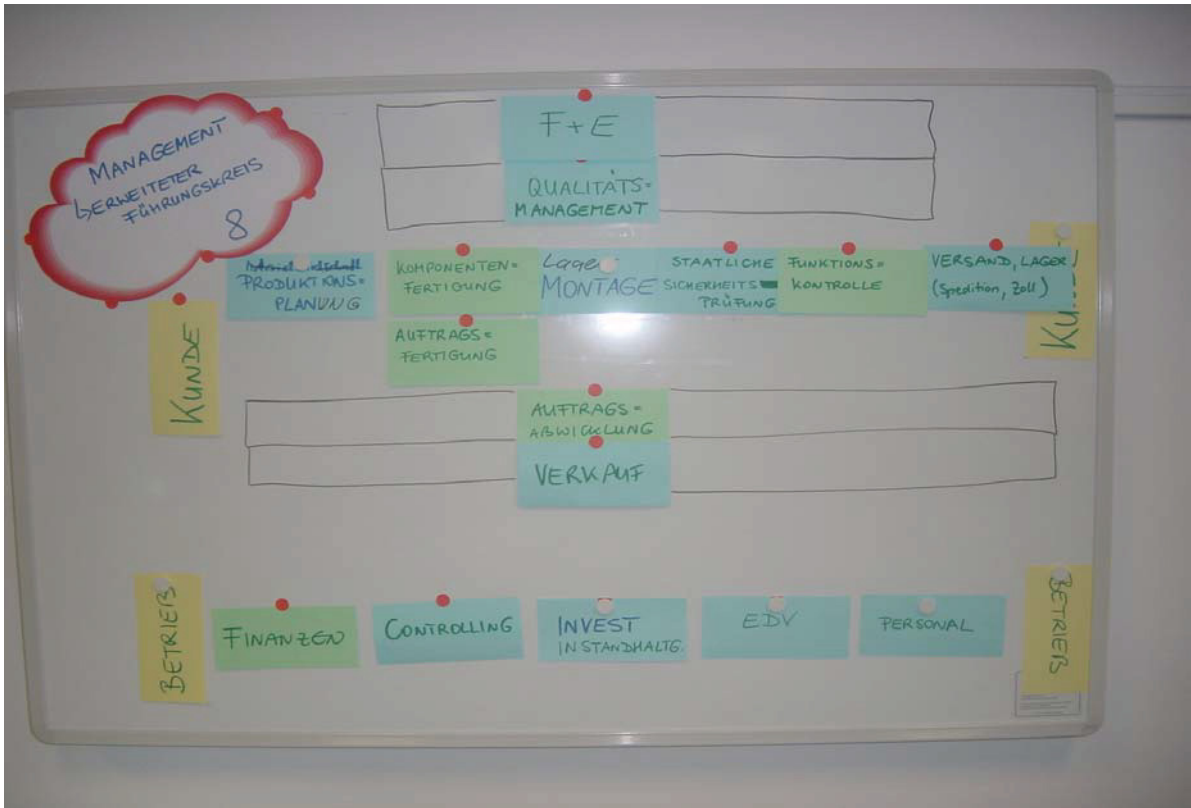 MANAGEMENT
↳ ERWEITETER
FÜHRUNGSKREIS
8
F+E
QUALITÄTS=
MANAGEMENT
KUNDE
PRODUKTIONS=
PLANUNG
KOMPONENTEN=
FERTIGUNG
AUFTRAGS=
FERTIGUNG
Lager
MONTAGE
STAATLICHE
SICHERHEITS
PRÜFUNG
FUNKTIONS=
KONTROLLE
VERSAND, LAGER
(Spedition, Zoll)
AUFTRAGS=
ABWICKLUNG
VERKAUF
BETRIEB
FINANZEN
CONTROLLING
INVEST
INSTANDHALTG.
EDV
PERSONAL
BETRIEB